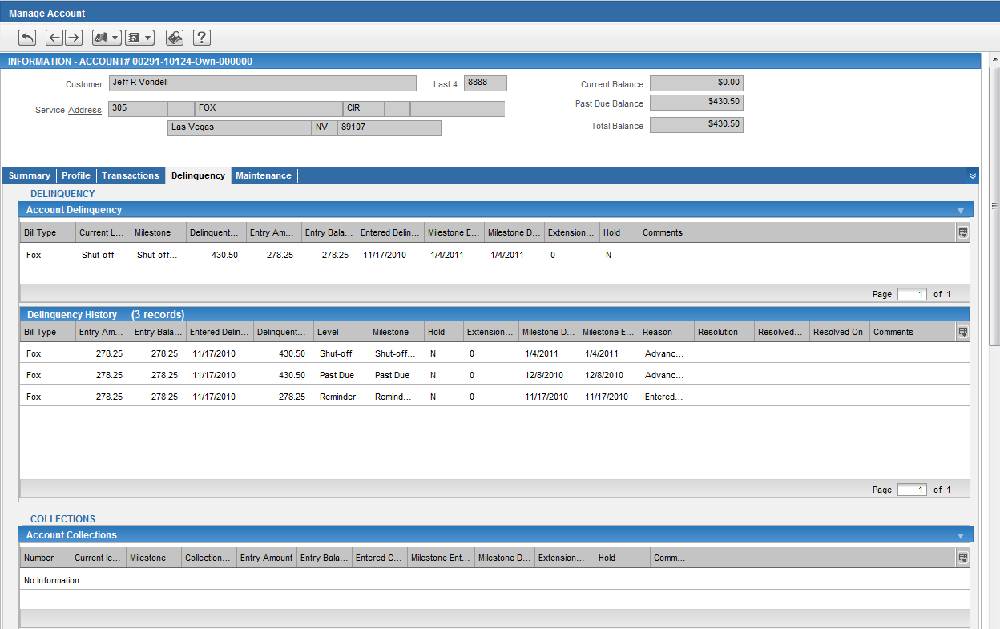 Manage Account
INFORMATION - ACCOUNT# 00291-10124-Own-000000
Customer Jeff R Vondell Last 4 8888 Current Balance $0.00
Past Due Balance $430.50
Service Address 305 FOX CIR
Las Vegas NV 89107 Total Balance $430.50
Summary Profile Transactions Delinquency Maintenance
DELINQUENCY
Account Delinquency
Bill Type Current L... Milestone Delinquent... Entry Am... Entry Bala... Entered Delin... Milestone E... Milestone D... Extension... Hold Comments
Fox Shut-off Shut-off... 430.50 278.25 278.25 11/17/2010 1/4/2011 1/4/2011 0 N
Page 1 of 1
Delinquency History (3 records)
Bill Type Entry Am... Entry Bala... Entered Delin... Delinquent... Level Milestone Hold Extension... Milestone D... Milestone E... Reason Resolution Resolved... Resolved On Comments
Fox 278.25 278.25 11/17/2010 430.50 Shut-off Shut-off... N 0 1/4/2011 1/4/2011 Advanc...
Fox 278.25 278.25 11/17/2010 430.50 Past Due Past Due N 0 12/8/2010 12/8/2010 Advanc...
Fox 278.25 278.25 11/17/2010 278.25 Reminder Remind... N 0 11/17/2010 11/17/2010 Entered...
Page 1 of 1
COLLECTIONS
Account Collections
Number Current le... Milestone Collection... Entry Amount Entry Bala... Entered C... Milestone Ent... Milestone D... Extension... Hold Comm...
No Information